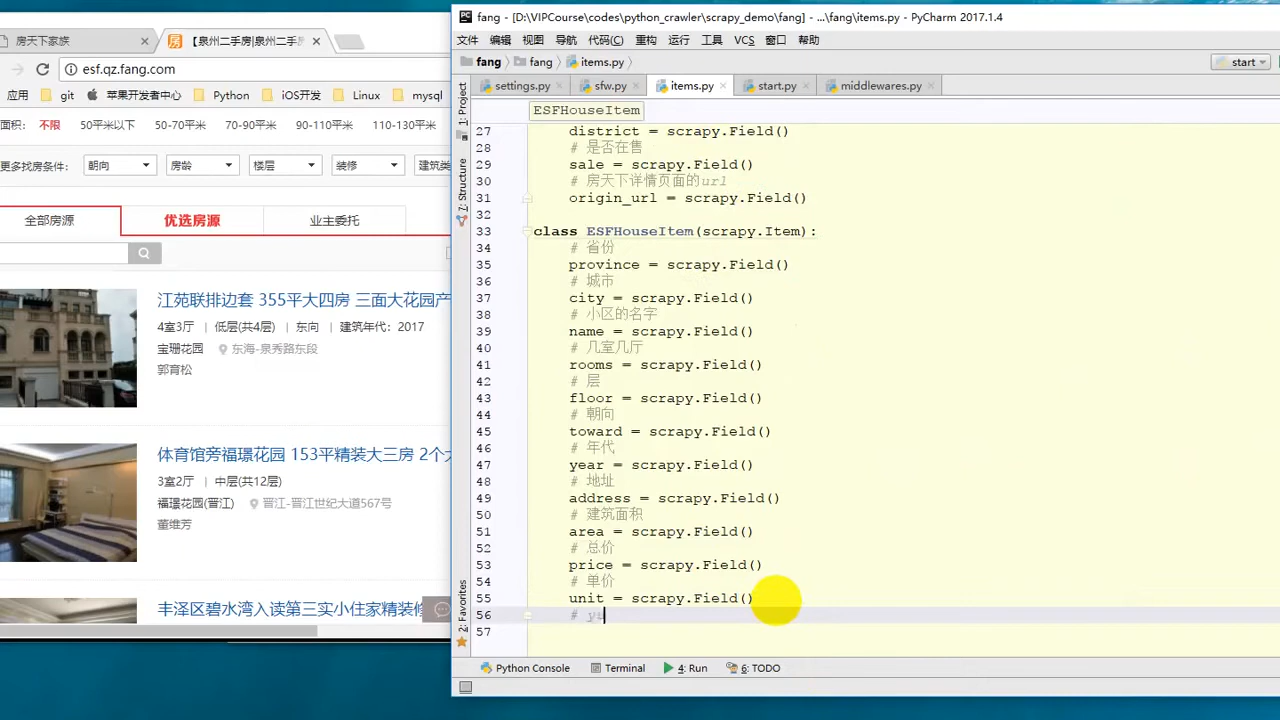 房天下家族
【泉州二手房|泉州二手房
esf.qz.fang.com
应用 git 苹果开发者中心 Python iOS开发 Linux mysql
面积: 不限 50平米以下 50-70平米 70-90平米 90-110平米 110-130平米
更多找房条件: 朝向 房龄 楼层 装修 建筑类
全部房源 优选房源 业主委托
江苑联排边套 355平大四房 三面大花园产
4室3厅 | 低层(共4层) | 东向 | 建筑年代：2017
宝珊花园 东海-泉秀路东段
郭育松
体育馆旁福璟花园 153平精装大三房 2个大
3室2厅 | 中层(共12层)
福璟花园(晋江) 晋江-晋江世纪大道567号
董维芳
丰泽区碧水湾入读第三实小住家精装修
fang - [D:\VIPCourse\codes\python_crawler\scrapy_demo\fang] - ...\fang\items.py - PyCharm 2017.1.4
文件 编辑 视图 导航 代码(C) 重构 运行 工具 VCS 窗口 帮助
fang fang items.py start
settings.py sfw.py items.py start.py middlewares.py
1: Project
7: Structure
2: Favorites
ESFHouseItem
27 district = scrapy.Field()
28 # 是否在售
29 sale = scrapy.Field()
30 # 房天下详情页面的url
31 origin_url = scrapy.Field()
32
33 class ESFHouseItem(scrapy.Item):
34 # 省份
35 province = scrapy.Field()
36 # 城市
37 city = scrapy.Field()
38 # 小区的名字
39 name = scrapy.Field()
40 # 几室几厅
41 rooms = scrapy.Field()
42 # 层
43 floor = scrapy.Field()
44 # 朝向
45 toward = scrapy.Field()
46 # 年代
47 year = scrapy.Field()
48 # 地址
49 address = scrapy.Field()
50 # 建筑面积
51 area = scrapy.Field()
52 # 总价
53 price = scrapy.Field()
54 # 单价
55 unit = scrapy.Field()
56 # yu
57
Python Console Terminal 4: Run 6: TODO